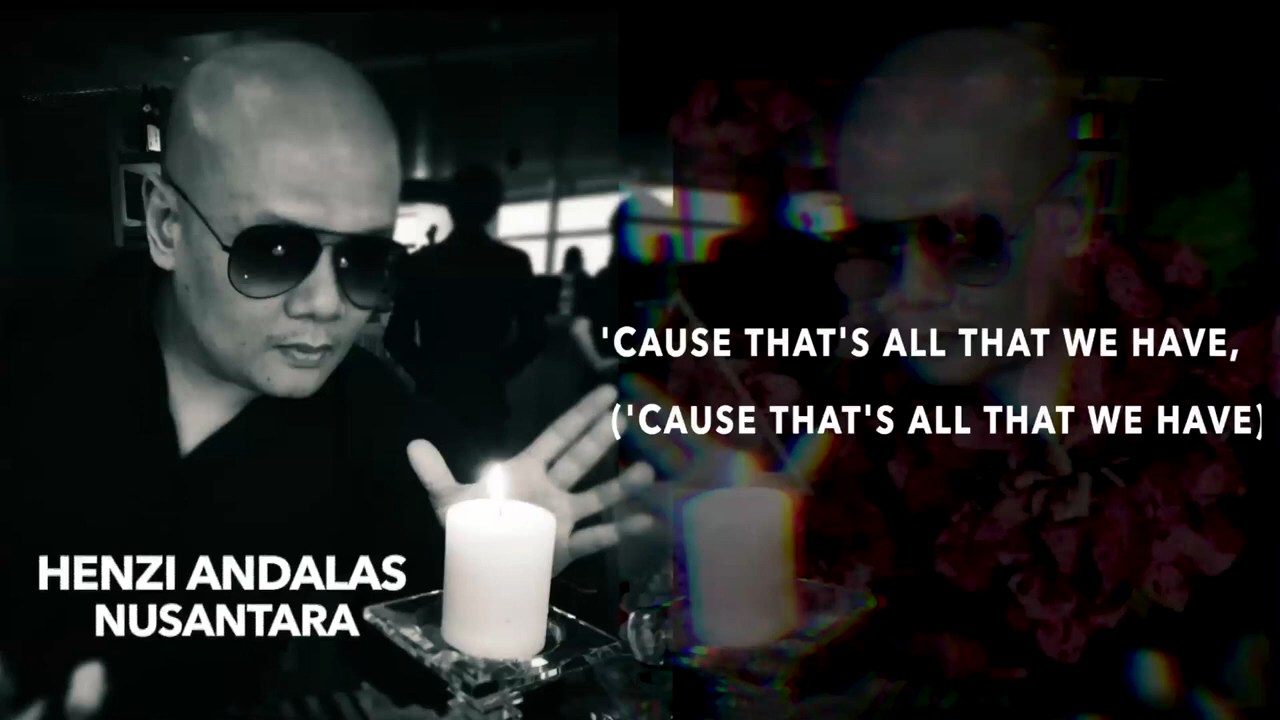 'CAUSE THAT'S ALL THAT WE HAVE,
('CAUSE THAT'S ALL THAT WE HAVE)
HENZI ANDALAS
NUSANTARA